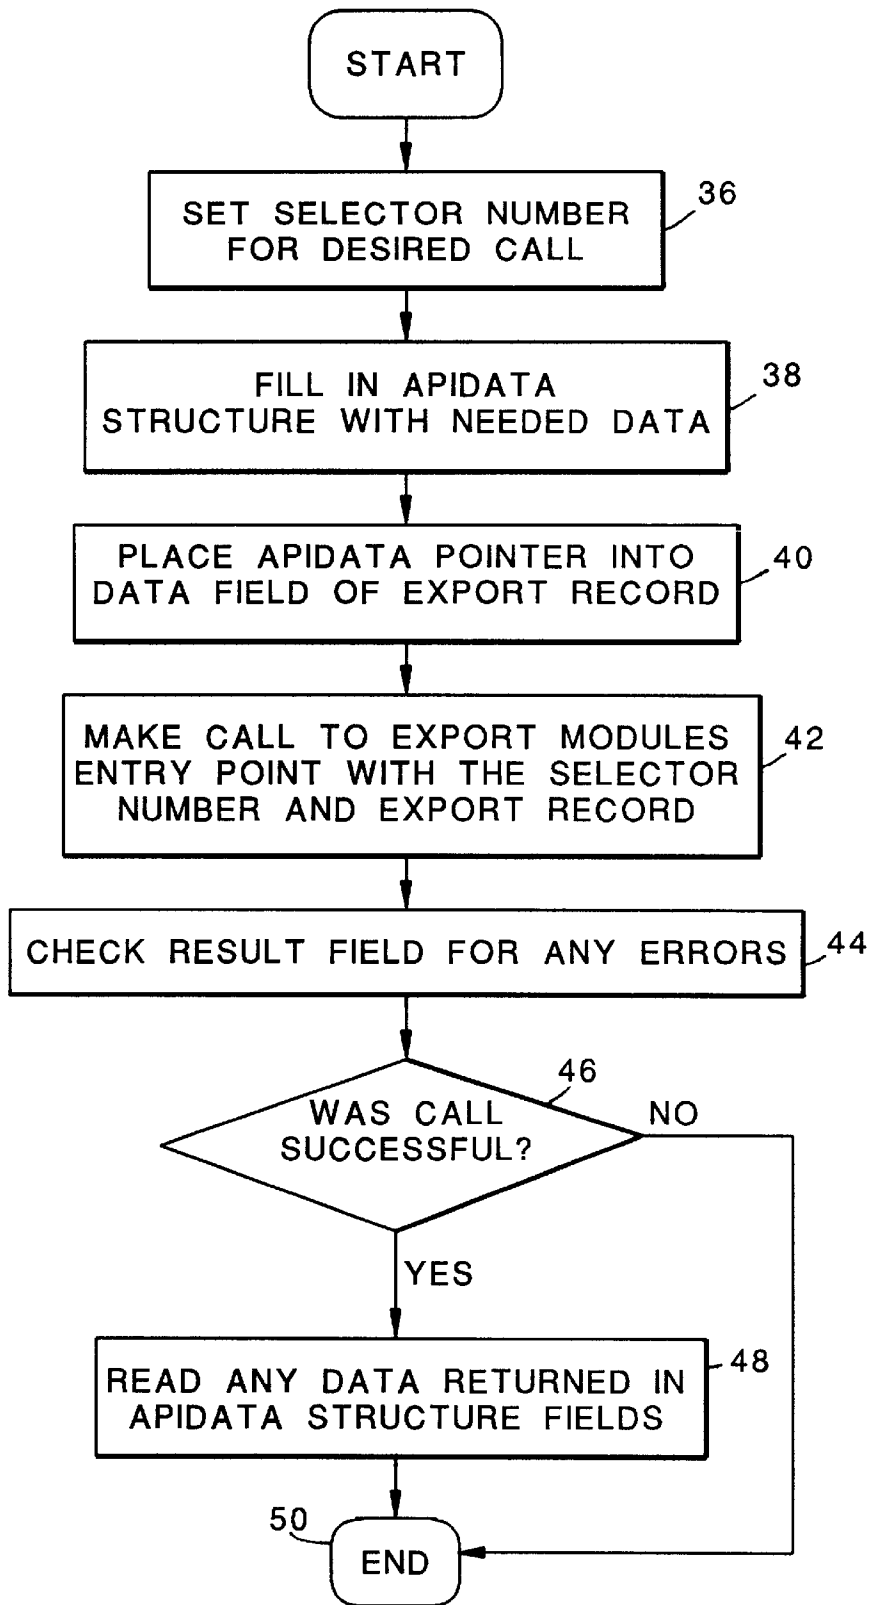 START
SET SELECTOR NUMBER
FOR DESIRED CALL
36
FILL IN APIDATA
STRUCTURE WITH NEEDED DATA
38
PLACE APIDATA POINTER INTO
DATA FIELD OF EXPORT RECORD
40
MAKE CALL TO EXPORT MODULES
ENTRY POINT WITH THE SELECTOR
NUMBER AND EXPORT RECORD
42
CHECK RESULT FIELD FOR ANY ERRORS
44
46
WAS CALL
SUCCESSFUL?
NO
YES
READ ANY DATA RETURNED IN
APIDATA STRUCTURE FIELDS
48
50
END